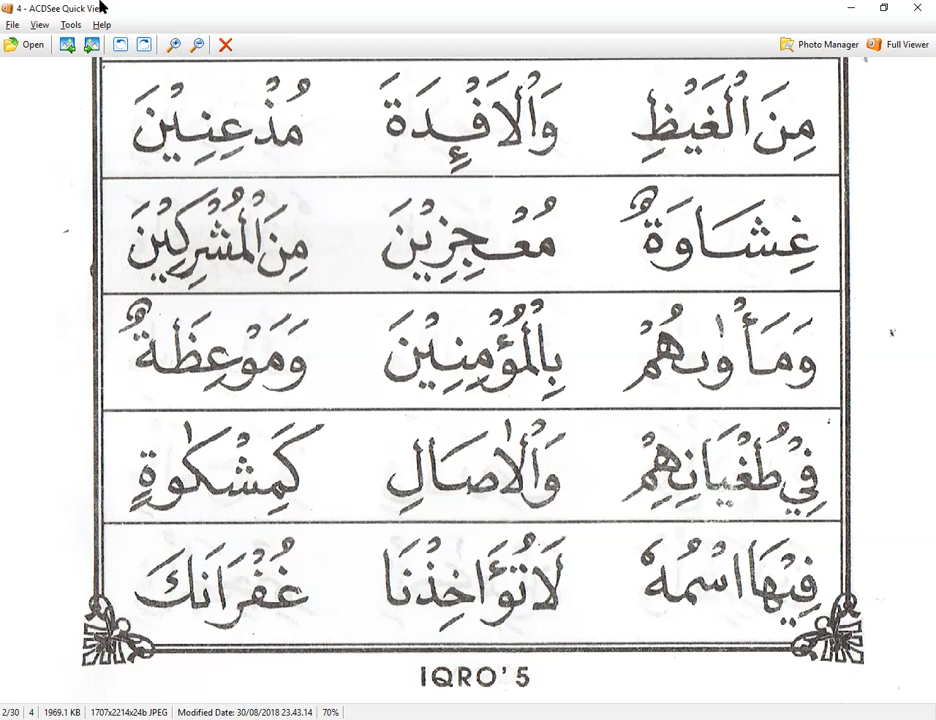 4 - ACDSee Quick View
File View Tools Help
Open Photo Manager Full Viewer
مِنَ الْغَيْظِ وَالْاَفْـِٕدَةَ مُذْعِنِيْنَ
غِشَاوَةٌ مُعْجِزِيْنَ مِنَ الْمُشْرِكِيْنَ
وَمَأْوٰىهُمْ بِالْمُؤْمِنِيْنَ وَمَوْعِظَةٌ
فِيْ طُغْيَانِهِمْ وَالْاٰصَالِ كَمِشْكٰوةٍ
فِيْهَا اسْمُهٗ لَاتُؤَاخِذْنَا غُفْرَانَكَ
IQRO' 5
2/30 4 1969.1 KB 1707x2214x24b JPEG Modified Date: 30/08/2018 23.43.14 70%